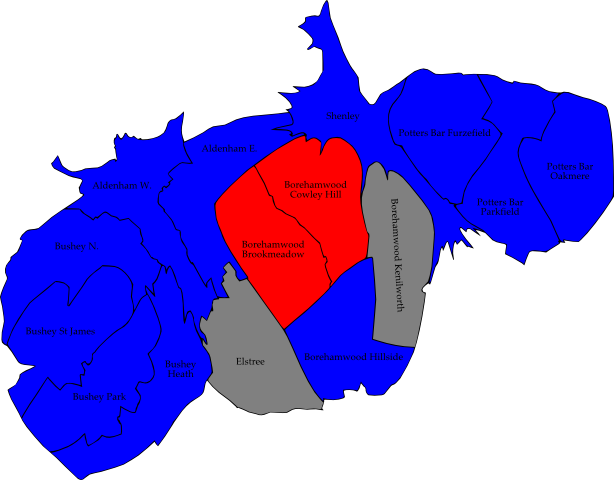 Shenley
Potters Bar Furzefield
Aldenham E.
Potters Bar
Oakmere
Aldenham W.
Borehamwood
Cowley Hill
Borehamwood Kenilworth
Potters Bar
Parkfield
Bushey N.
Borehamwood
Brookmeadow
Bushey St James
Borehamwood Hillside
Elstree
Bushey
Heath
Bushey Park